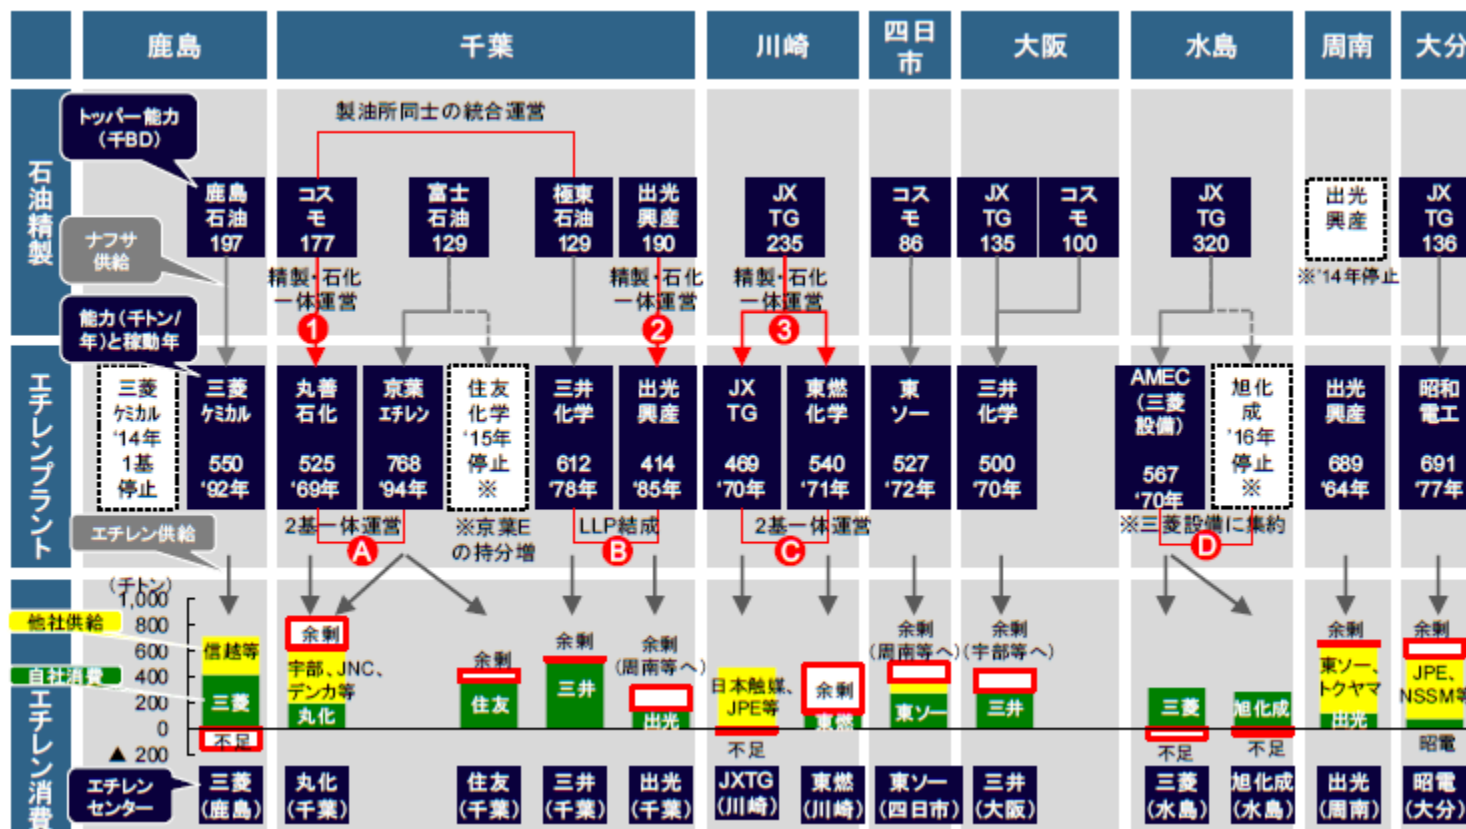 鹿島
千葉
川崎
四日
市
大阪
水島
周南
大分
石油精製
トッパー能力
(千BD)
製油所同士の統合運営
鹿島
石油
197
コス
モ
177
富士
石油
129
極東
石油
129
出光
興産
190
JX
TG
235
コス
モ
86
JX
TG
135
コス
モ
100
JX
TG
320
出光
興産
※'14年停止
JX
TG
136
ナフサ
供給
精製・石化
一体運営
1
精製・石化
一体運営
2
精製・石化
一体運営
3
エチレンプラント
能力(千トン/
年)と稼動年
三菱
ケミカル
'14年
1基
停止
三菱
ケミカル
550
'92年
丸善
石化
525
'69年
京葉
エチレン
768
'94年
住友
化学
'15年
停止
※
三井
化学
612
'78年
出光
興産
414
'85年
JX
TG
469
'70年
東燃
化学
540
'71年
東
ソー
527
'72年
三井
化学
500
'70年
AMEC
(三菱
設備)
567
'70年
旭化
成
'16年
停止
※
出光
興産
689
'64年
昭和
電工
691
'77年
エチレン供給
2基一体運営
A
※京葉E
の持分増
LLP結成
B
2基一体運営
C
※三菱設備に集約
D
エチレン消費
(千トン)
1,000
800
600
400
200
0
▲ 200
他社供給
自社消費
信越等
三菱
不足
余剰
宇部、JNC、
デンカ等
丸化
余剰
住友
余剰
三井
余剰
(周南等へ)
出光
日本触媒、
JPE等
不足
余剰
東燃
余剰
(周南等へ)
東ソー
余剰
(宇部等へ)
三井
三菱
不足
旭化成
不足
余剰
東ソー、
トクヤマ
出光
余剰
JPE、
NSSM等
昭電
エチレン
センター
三菱
(鹿島)
丸化
(千葉)
住友
(千葉)
三井
(千葉)
出光
(千葉)
JXTG
(川崎)
東燃
(川崎)
東ソー
(四日市)
三井
(大阪)
三菱
(水島)
旭化成
(水島)
出光
(周南)
昭電
(大分)